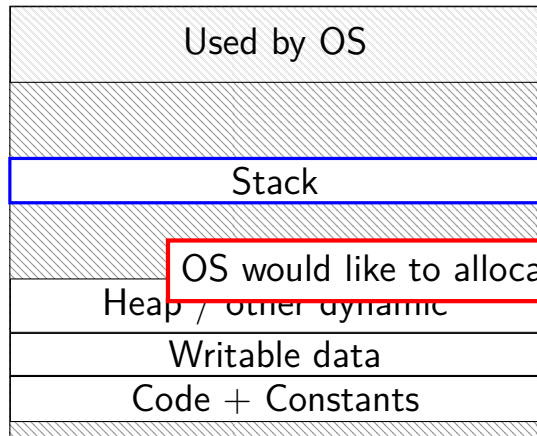 Used by OS
Stack
OS would like to alloca
Heap / other dynamic
Writable data
Code + Constants